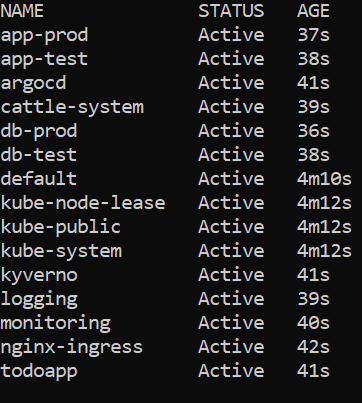 NAME STATUS AGE
app-prod Active 37s
app-test Active 38s
argocd Active 41s
cattle-system Active 39s
db-prod Active 36s
db-test Active 38s
default Active 4m10s
kube-node-lease Active 4m12s
kube-public Active 4m12s
kube-system Active 4m12s
kyverno Active 41s
logging Active 39s
monitoring Active 40s
nginx-ingress Active 42s
todoapp Active 41s